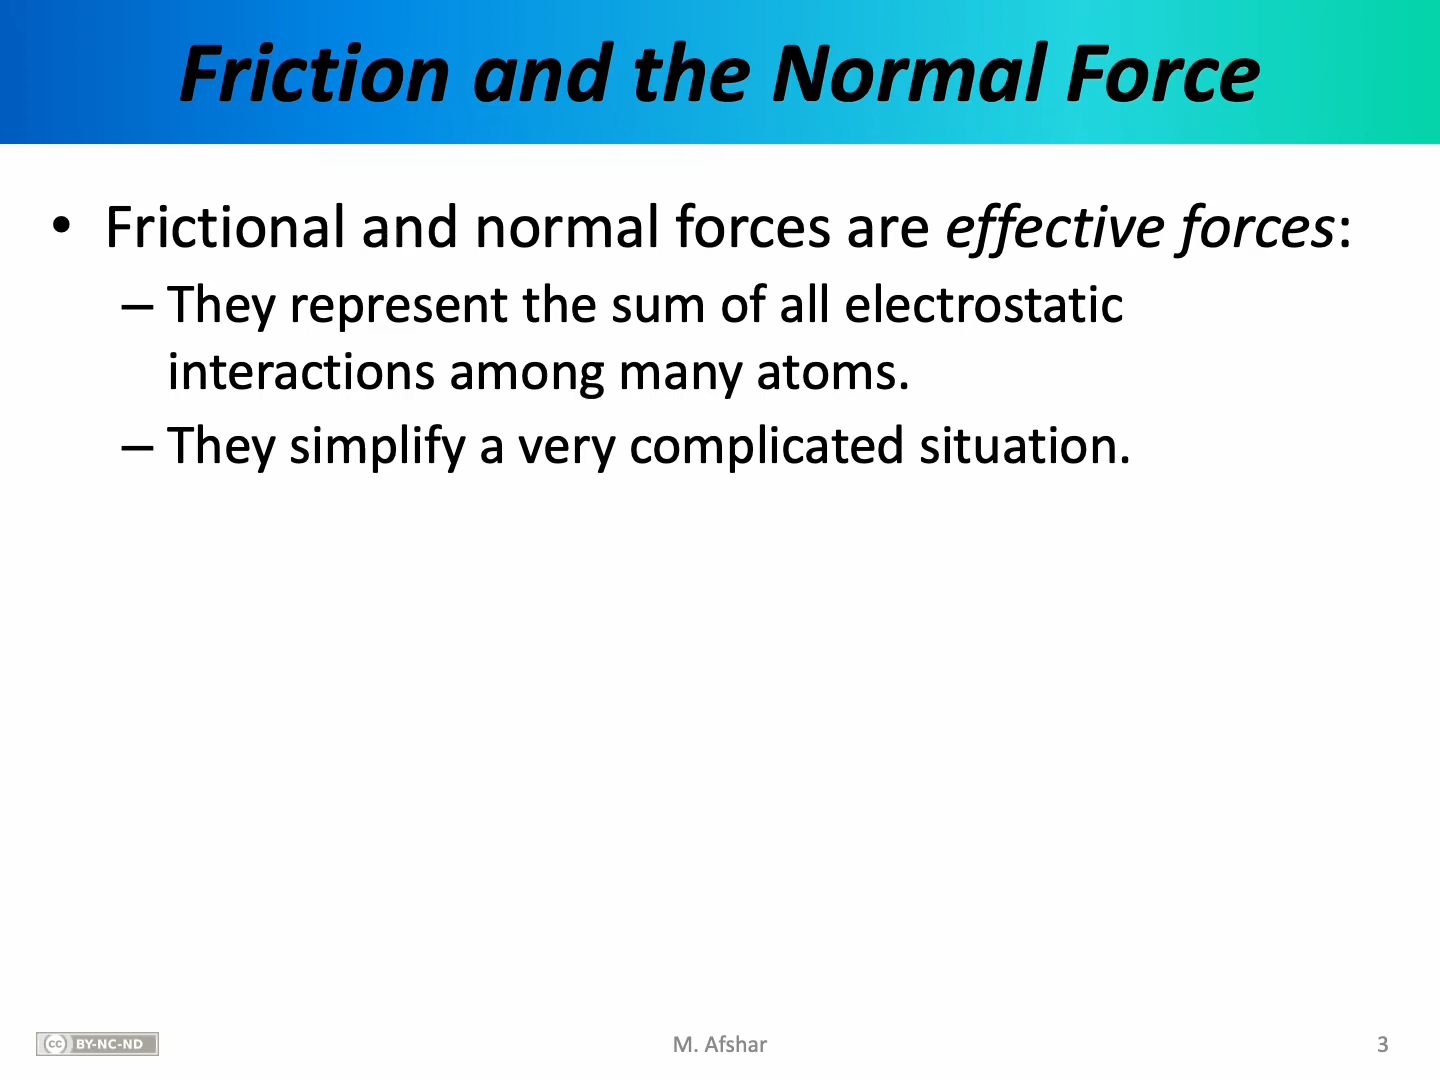 Friction and the Normal Force
• Frictional and normal forces are effective forces:
– They represent the sum of all electrostatic
interactions among many atoms.
– They simplify a very complicated situation.
cc BY-NC-ND
M. Afshar
3